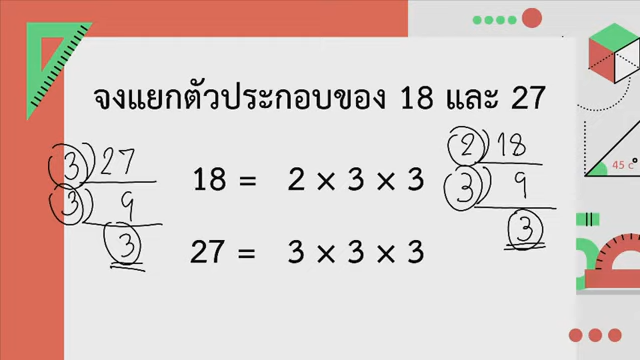 จงแยกตัวประกอบของ 18 และ 27
3)27
3) 9
3
18 = 2 × 3 × 3
27 = 3 × 3 × 3
2)18
3) 9
3
45 c°